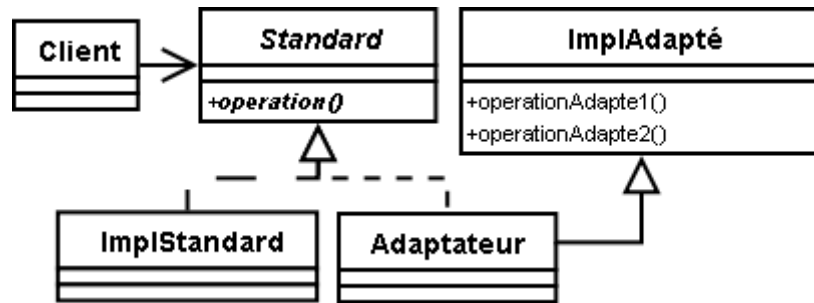 Client
Standard
+operation()
ImplAdapté
+operationAdapte1()
+operationAdapte2()
ImplStandard
Adaptateur